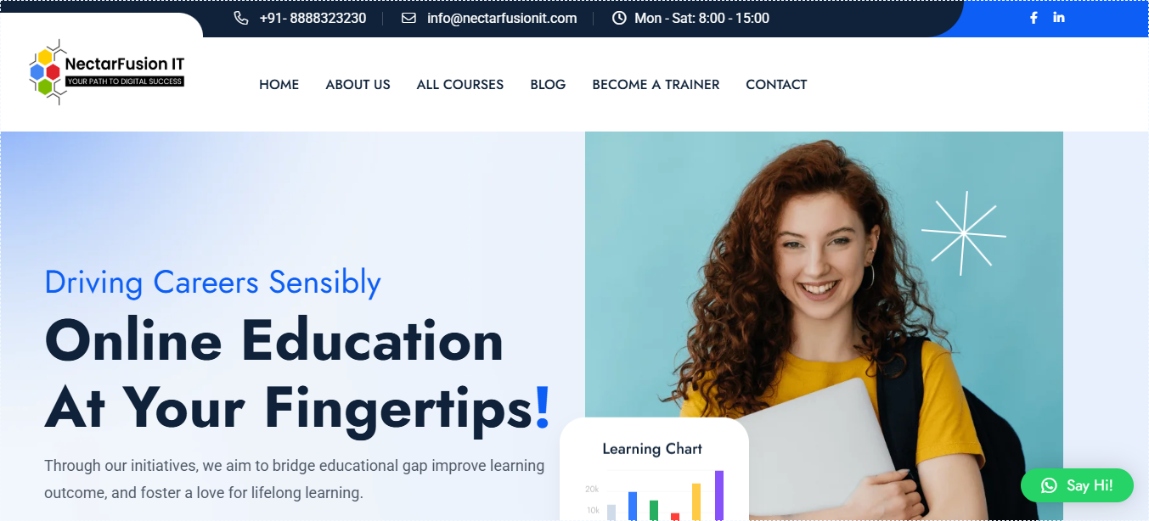 +91- 8888323230
info@nectarfusionit.com
Mon - Sat: 8:00 - 15:00
NectarFusion IT
YOUR PATH TO DIGITAL SUCCESS
HOME
ABOUT US
ALL COURSES
BLOG
BECOME A TRAINER
CONTACT
Driving Careers Sensibly
Online Education
At Your Fingertips!
Through our initiatives, we aim to bridge educational gap improve learning
outcome, and foster a love for lifelong learning.
Learning Chart
20k
10k
Say Hi!